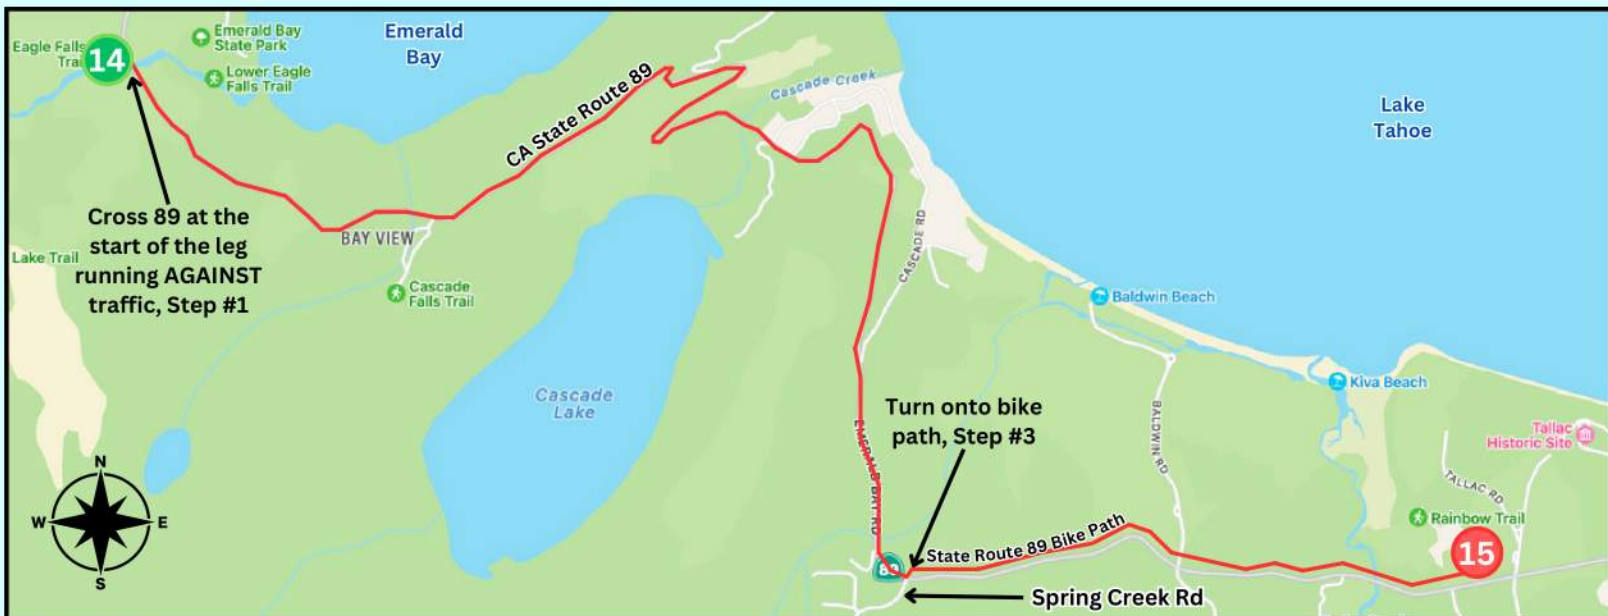 Eagle Falls
Trai
14
Emerald Bay
State Park
Lower Eagle
Falls Trail
Emerald
Bay
CA State Route 89
Cascade Creek
Lake
Tahoe
Cross 89 at the
start of the leg
running AGAINST
traffic, Step #1
Lake Trail
BAY VIEW
Cascade
Falls Trail
CASCADE RD
Baldwin Beach
Kiva Beach
Cascade
Lake
Turn onto bike
path, Step #3
EMERALD BAY RD
BALDWIN RD
Tallac
Historic Site
TALLAC RD
Rainbow Trail
N
W
E
S
89
State Route 89 Bike Path
15
Spring Creek Rd